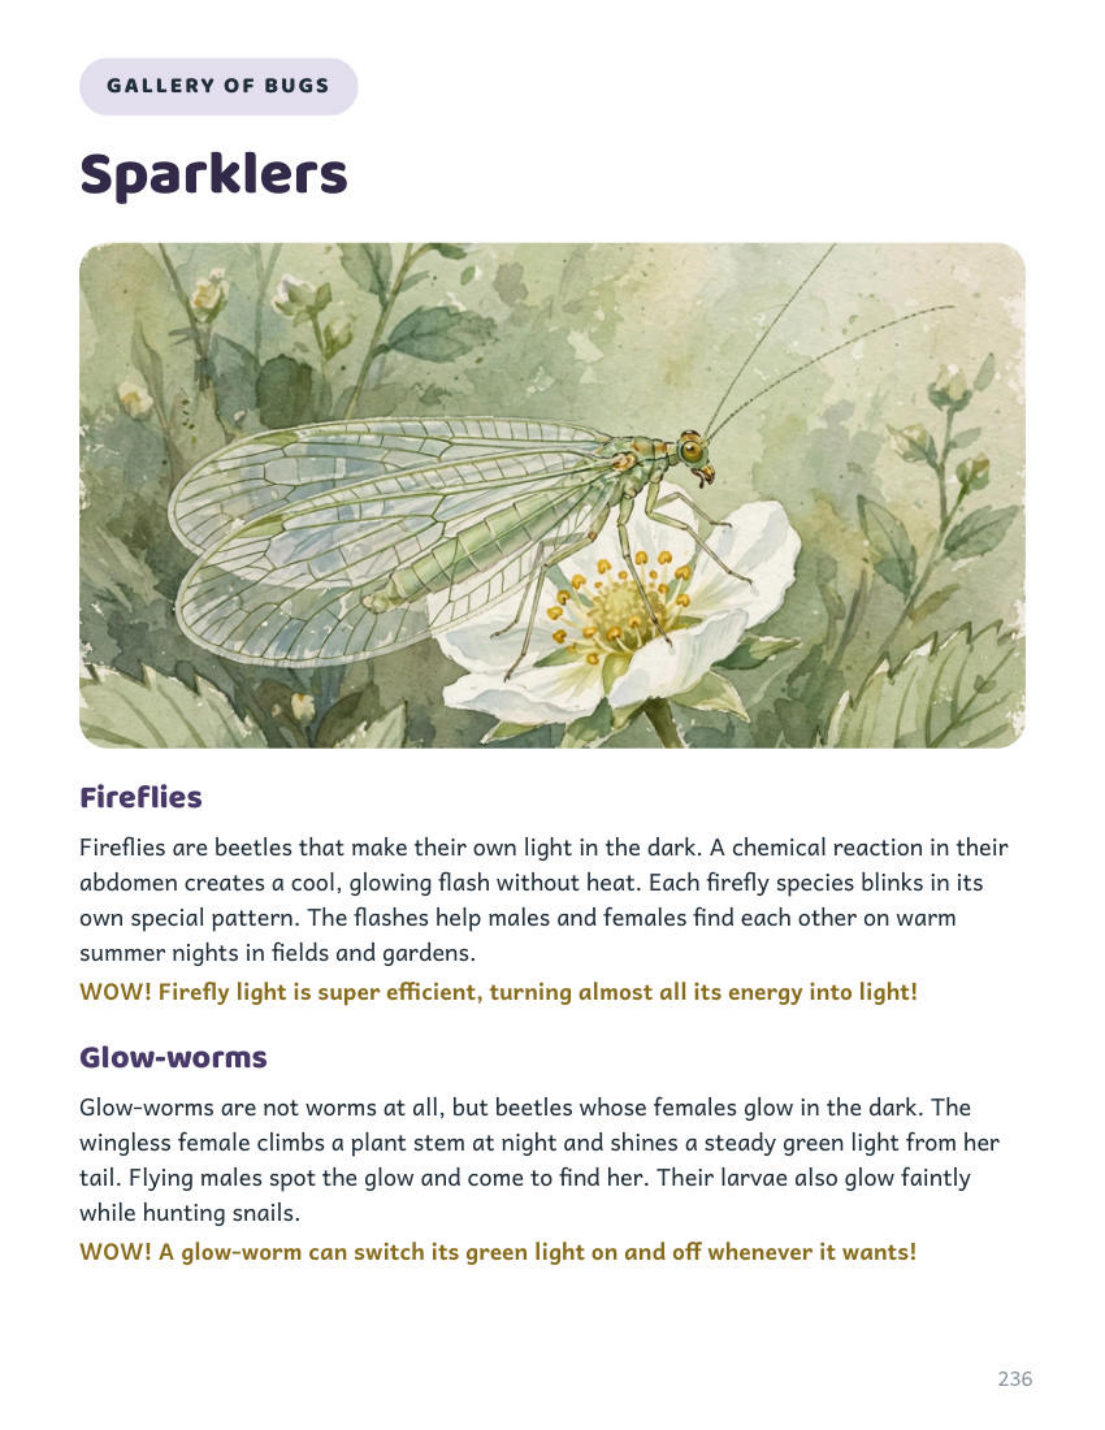 GALLERY OF BUGS
Sparklers
Fireflies
Fireflies are beetles that make their own light in the dark. A chemical reaction in their
abdomen creates a cool, glowing flash without heat. Each firefly species blinks in its
own special pattern. The flashes help males and females find each other on warm
summer nights in fields and gardens.
WOW! Firefly light is super efficient, turning almost all its energy into light!
Glow-worms
Glow-worms are not worms at all, but beetles whose females glow in the dark. The
wingless female climbs a plant stem at night and shines a steady green light from her
tail. Flying males spot the glow and come to find her. Their larvae also glow faintly
while hunting snails.
WOW! A glow-worm can switch its green light on and off whenever it wants!
236